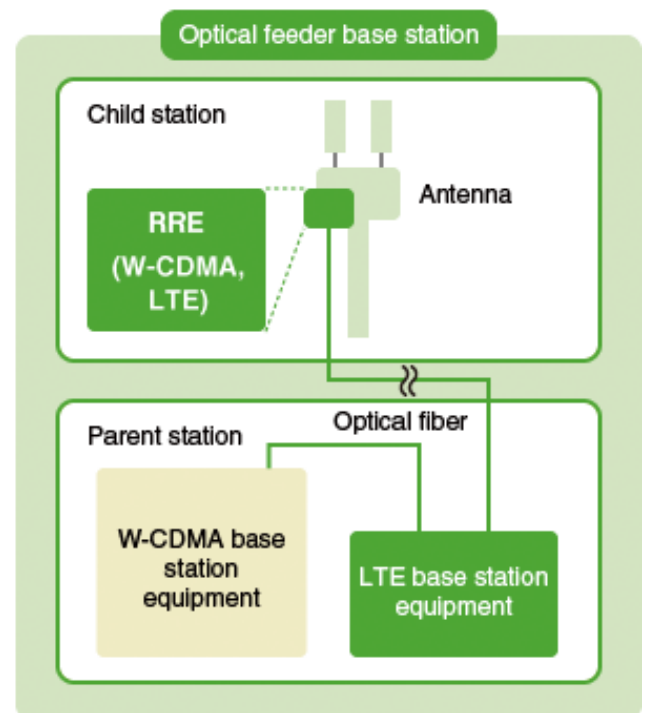 Optical feeder base station
Child station
Antenna
RRE
(W-CDMA,
LTE)
Optical fiber
Parent station
W-CDMA base
station
equipment
LTE base station
equipment